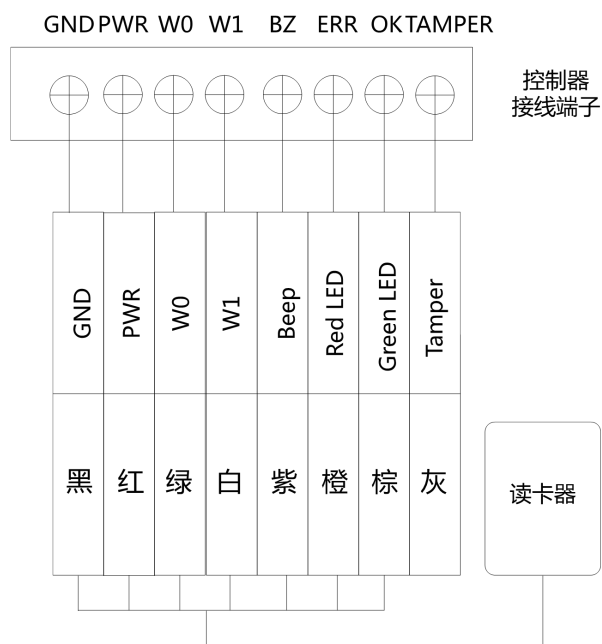 GND PWR W0 W1 BZ ERR OK TAMPER
控制器
接线端子
GND PWR W0 W1 Beep Red LED Green LED Tamper
黑 红 绿 白 紫 橙 棕 灰
读卡器